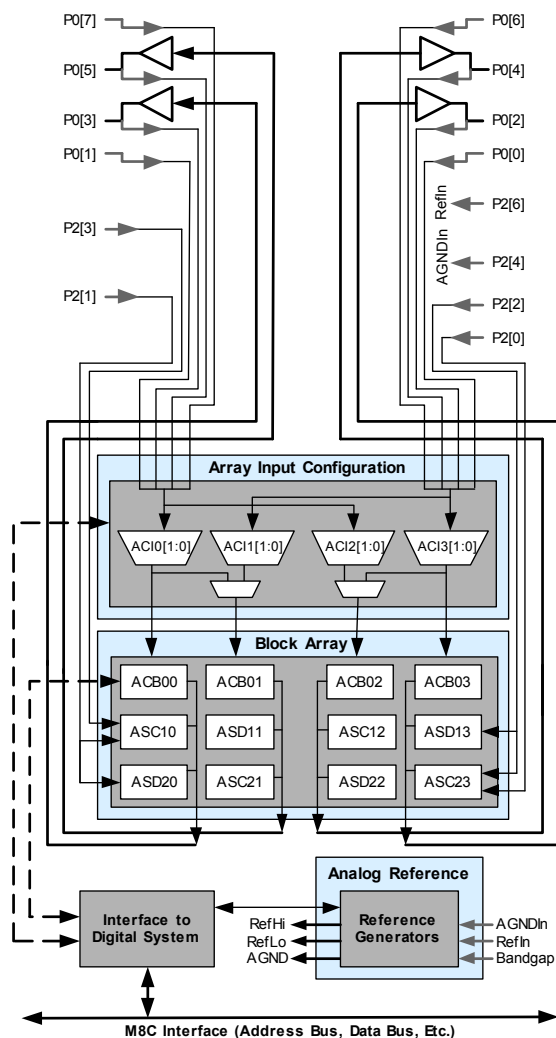 P0[7]
P0[6]
P0[5]
P0[4]
P0[3]
P0[2]
P0[1]
P0[0]
P2[3]
AGNDIn RefIn
P2[6]
P2[4]
P2[1]
P2[2]
P2[0]
Array Input Configuration
ACI0[1:0]
ACI1[1:0]
ACI2[1:0]
ACI3[1:0]
Block Array
ACB00
ACB01
ACB02
ACB03
ASC10
ASD11
ASC12
ASD13
ASD20
ASC21
ASD22
ASC23
Analog Reference
Interface to
Digital System
RefHi
RefLo
AGND
Reference
Generators
AGNDIn
RefIn
Bandgap
M8C Interface (Address Bus, Data Bus, Etc.)